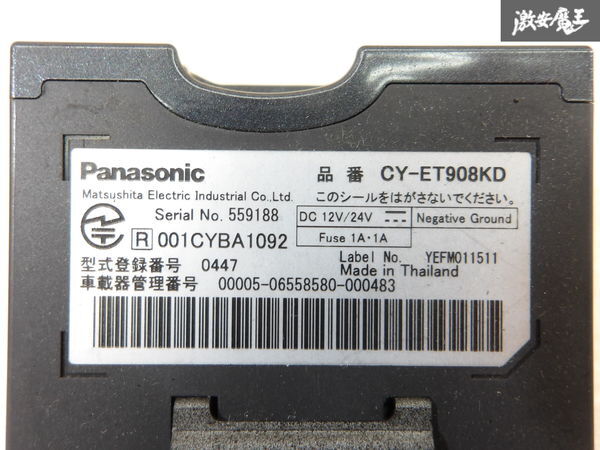 激安魔王
Panasonic 品番 CY-ET908KD
Matsushita Electric Industrial Co.,Ltd. このシールをはがさないでください。
Serial No. 559188 DC 12V/24V Negative Ground
R 001CYBA1092 Fuse 1A・1A
Label No. YEFM011511
型式登録番号 0447 Made in Thailand
車載器管理番号 00005-06558580-000483